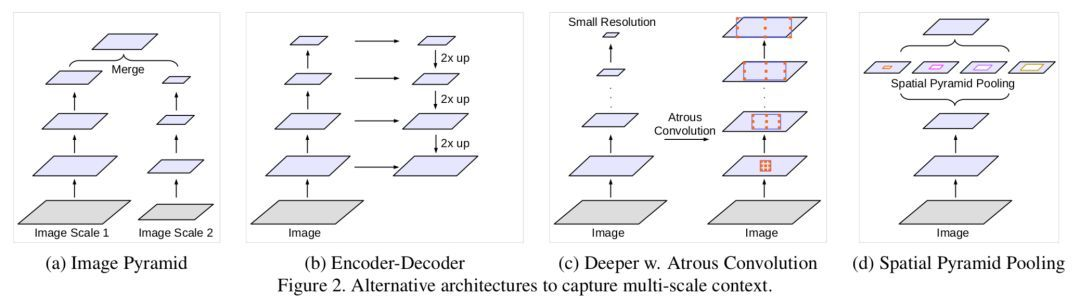 Merge
Image Scale 1
Image Scale 2
(a) Image Pyramid
2x up
2x up
2x up
Image
(b) Encoder-Decoder
Small Resolution
Atrous
Convolution
Image
Image
(c) Deeper w. Atrous Convolution
Spatial Pyramid Pooling
Image
(d) Spatial Pyramid Pooling
Figure 2. Alternative architectures to capture multi-scale context.